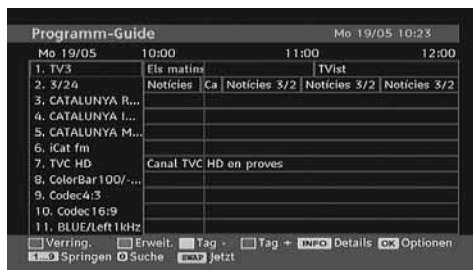 Programm-Guide Mo 19/05 10:23
Mo 19/05 10:00 11:00 12:00
1. TV3 Els matins TVist
2. 3/24 Notícies Ca Notícies 3/2 Notícies 3/2 Notícies 3/2
3. CATALUNYA R...
4. CATALUNYA I...
5. CATALUNYA M...
6. iCat fm
7. TVC HD Canal TVC HD en proves
8. ColorBar100/-...
9. Codec4:3
10. Codec16:9
11. BLUE/Left1kHz
Verring. Erweit. Tag - Tag + INFO Details OK Optionen
1...9 Springen 0 Suche SWAP Jetzt